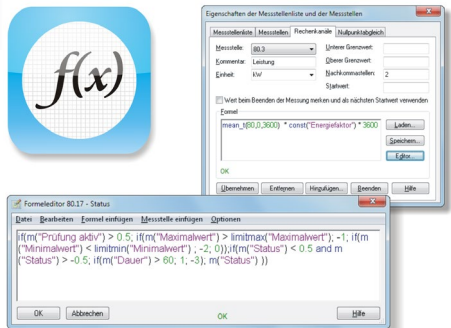 f(x)
Eigenschaften der Messstellenliste und der Messstellen
Messstellenliste Messstellen Rechenkanäle Nullpunktabgleich
Messstelle: 80.3 Unterer Grenzwert:
Kommentar: Leistung Oberer Grenzwert:
Einheit: kW Nachkommastellen: 2
Startwert:
Wert beim Beenden der Messung merken und als nächsten Startwert verwenden
Formel
mean_t(80,0,3600) * const("Energiefaktor") * 3600
Laden...
Speichern...
Editor...
OK
Übernehmen Entfernen Hinzufügen... Beenden Hilfe
Formeleditor 80.17 - Status
Datei Bearbeiten Formel einfügen Messstelle einfügen Optionen
if(m("Prüfung aktiv") > 0.5; if(m("Maximalwert") > limitmax("Maximalwert"); -1; if(m
("Minimalwert") < limitmin("Minimalwert") ; -2; 0));if(m("Status") < 0.5 and m
("Status") > -0.5; if(m("Dauer") > 60; 1; -3); m("Status") ))
OK Abbrechen OK Hilfe